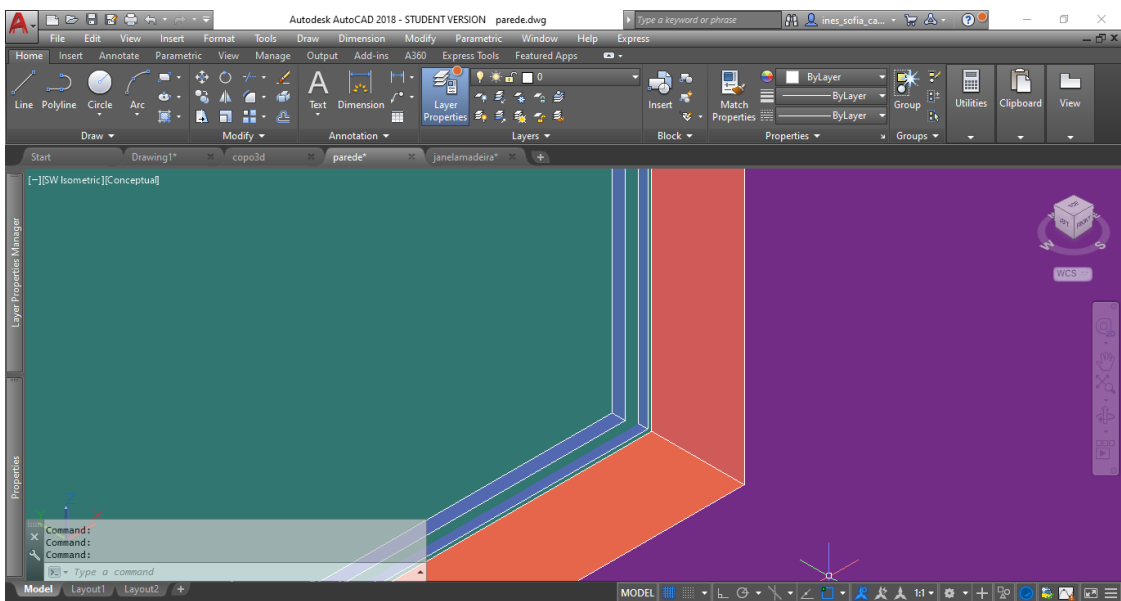 Autodesk AutoCAD 2018 - STUDENT VERSION parede.dwg
Type a keyword or phrase
ines_sofia_ca...
File Edit View Insert Format Tools Draw Dimension Modify Parametric Window Help Express
Home Insert Annotate Parametric View Manage Output Add-ins A360 Express Tools Featured Apps
Line Polyline Circle Arc
Text Dimension
Layer Properties
0
Insert
Match Properties
ByLayer
ByLayer
ByLayer
Group
Utilities Clipboard View
Draw Modify Annotation Layers Block Properties Groups
Start Drawing1* copo3d parede* janelamadeira*
[-][SW Isometric][Conceptual]
TOP
LEFT FRONT
W S
WCS
Layer Properties Manager
Properties
Z
Command:
Command:
Command:
Type a command
Model Layout1 Layout2 +
MODEL 1:1